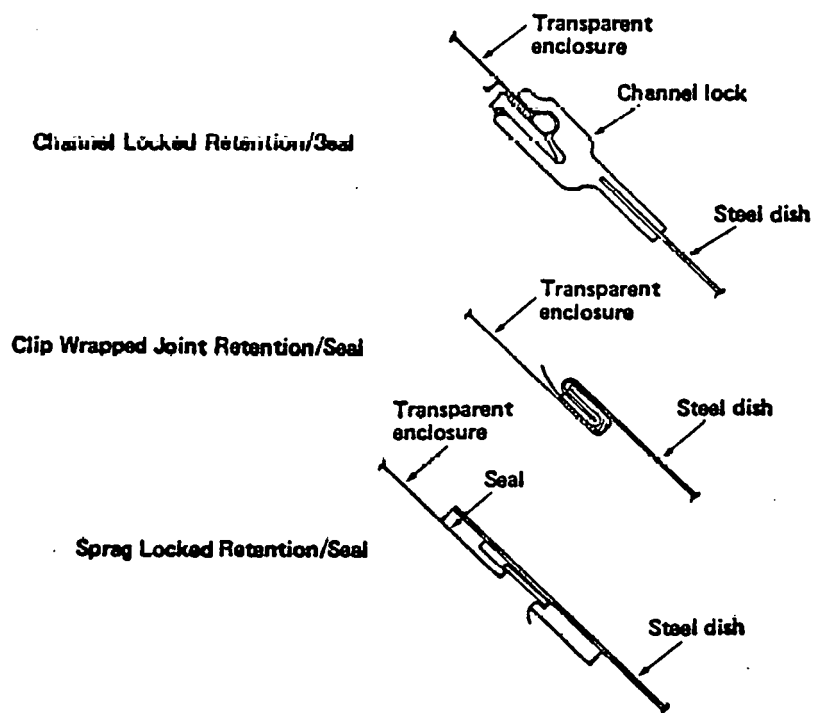 Transparent
enclosure
Channel lock
Channel Locked Retention/Seal
Steel dish
Transparent
enclosure
Clip Wrapped Joint Retention/Seal
Steel dish
Transparent
enclosure
Seal
Sprag Locked Retention/Seal
Steel dish